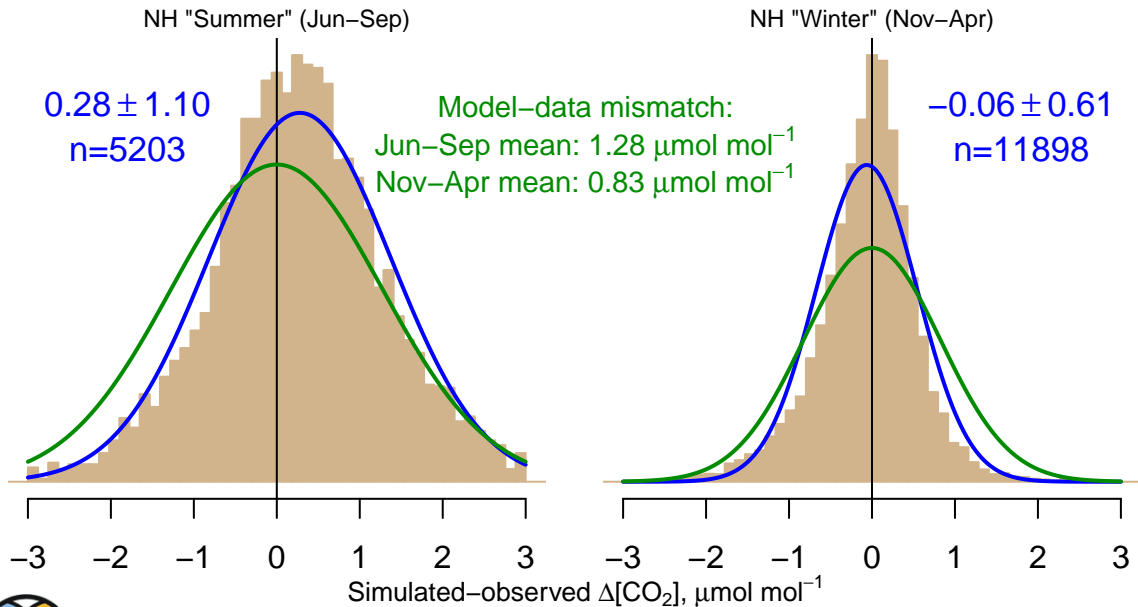 NH "Summer" (Jun−Sep)
NH "Winter" (Nov−Apr)
0.28 ± 1.10
n=5203
Model−data mismatch:
Jun−Sep mean: 1.28 μmol mol⁻¹
Nov−Apr mean: 0.83 μmol mol⁻¹
−0.06 ± 0.61
n=11898
−3 −2 −1 0 1 2 3
−3 −2 −1 0 1 2 3
Simulated−observed Δ[CO₂], μmol mol⁻¹